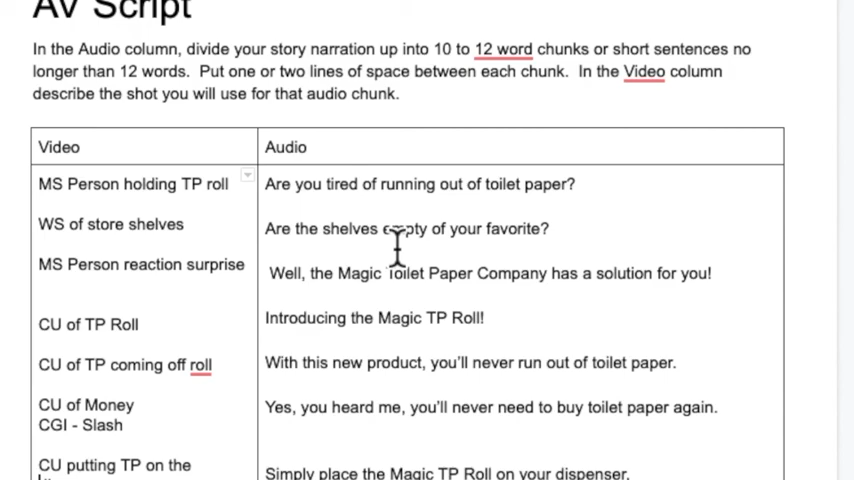 AV Script
In the Audio column, divide your story narration up into 10 to 12 word chunks or short sentences no
longer than 12 words.  Put one or two lines of space between each chunk.  In the Video column
describe the shot you will use for that audio chunk.
Video
Audio
MS Person holding TP roll
Are you tired of running out of toilet paper?
WS of store shelves
Are the shelves empty of your favorite?
MS Person reaction surprise
Well, the Magic Toilet Paper Company has a solution for you!
CU of TP Roll
Introducing the Magic TP Roll!
CU of TP coming off roll
With this new product, you'll never run out of toilet paper.
CU of Money
Yes, you heard me, you'll never need to buy toilet paper again.
CGI - Slash
CU putting TP on the
Simply place the Magic TP Roll on your dispenser.